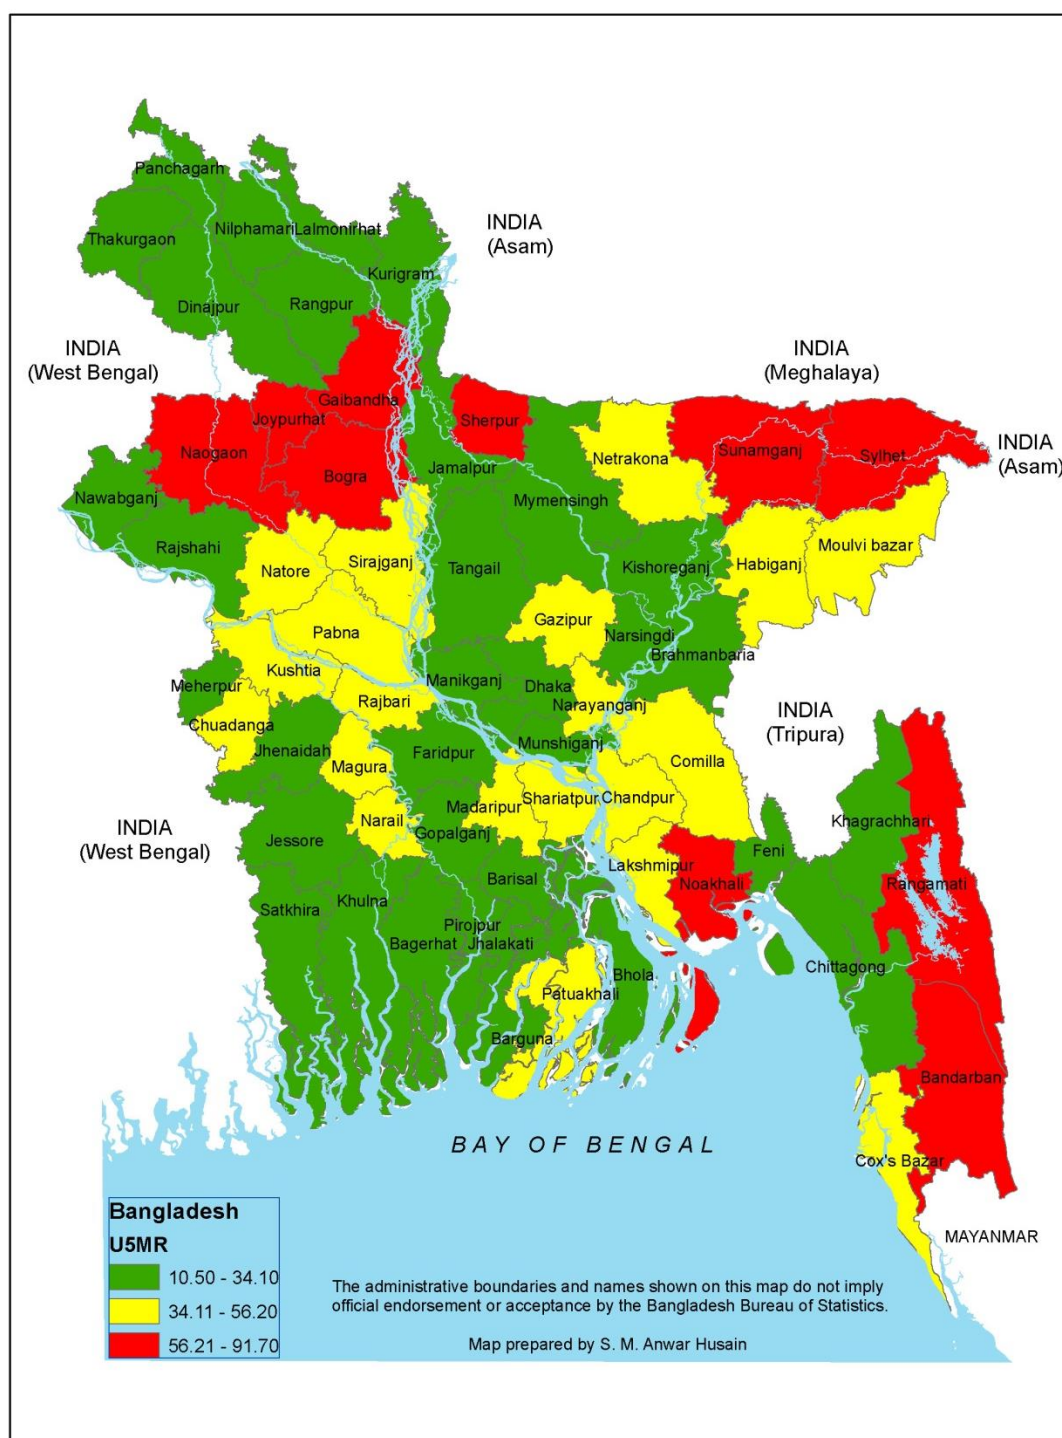 Panchagarh
INDIA
(Asam)
Nilphamari
Lalmonirhat
Thakurgaon
Kurigram
Dinajpur
Rangpur
INDIA
(West Bengal)
INDIA
(Meghalaya)
Gaibandha
Joypurhat
Sherpur
Naogaon
Sunamganj
Sylhet
INDIA
(Asam)
Netrakona
Bogra
Jamalpur
Nawabganj
Mymensingh
Rajshahi
Moulvi bazar
Sirajganj
Natore
Tangail
Kishoreganj
Habiganj
Gazipur
Pabna
Narsingdi
Brahmanbaria
Kushtia
Meherpur
Manikganj
Dhaka
Rajbari
Narayanganj
INDIA
(Tripura)
Chuadanga
Jhenaidah
Faridpur
Munshiganj
Magura
Comilla
Madaripur
Shariatpur
Chandpur
Narail
Gopalganj
Khagrachhari
INDIA
(West Bengal)
Jessore
Feni
Lakshmipur
Barisal
Noakhali
Rangamati
Khulna
Satkhira
Pirojpur
Bagerhat
Jhalakati
Chittagong
Bhola
Patuakhali
Barguna
Bandarban
BAY OF BENGAL
Cox's Bazar
MAYANMAR
Bangladesh
U5MR
10.50 - 34.10
34.11 - 56.20
56.21 - 91.70
The administrative boundaries and names shown on this map do not imply
official endorsement or acceptance by the Bangladesh Bureau of Statistics.
Map prepared by S. M. Anwar Husain